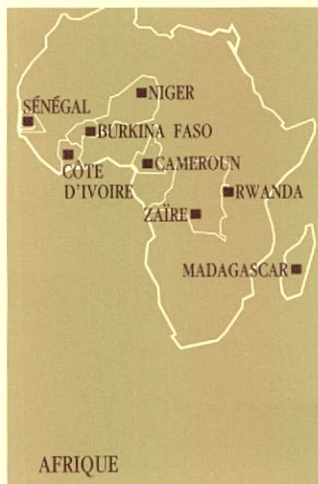 NIGER
SÉNÉGAL
BURKINA FASO
CÔTE
D'IVOIRE
CAMEROUN
RWANDA
ZAÏRE
MADAGASCAR
AFRIQUE